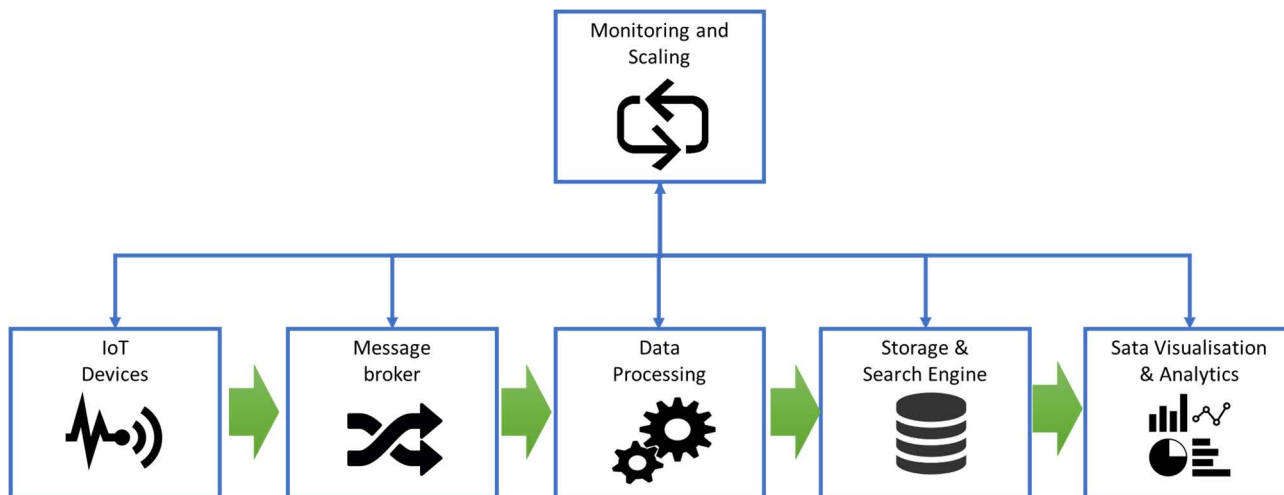 Monitoring and
Scaling
IoT
Devices
Message
broker
Data
Processing
Storage &
Search Engine
Sata Visualisation
& Analytics